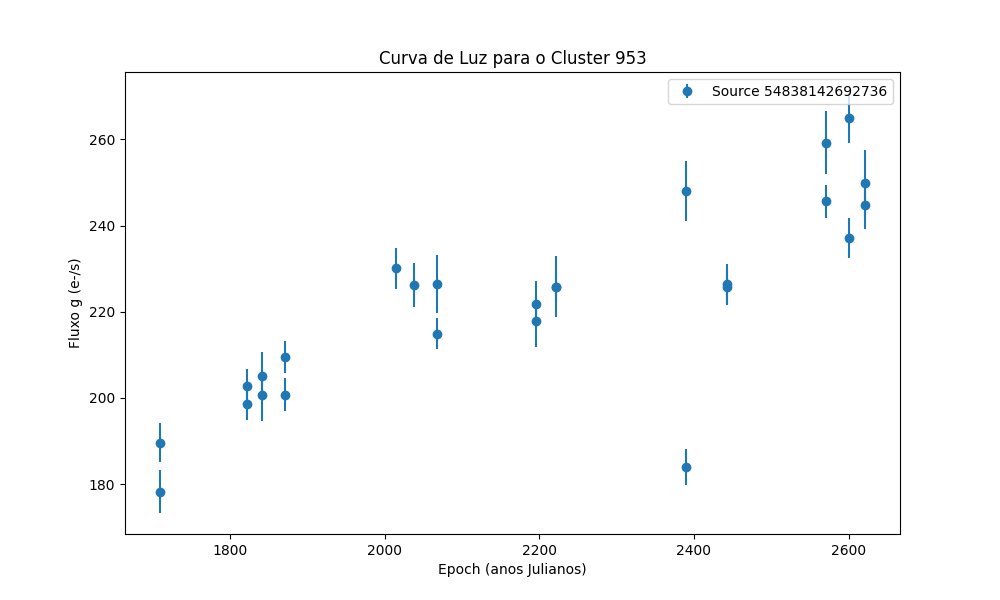 Curva de Luz para o Cluster 953
Source 54838142692736
Fluxo g (e-/s)
260
240
220
200
180
1800
2000
2200
2400
2600
Epoch (anos Julianos)